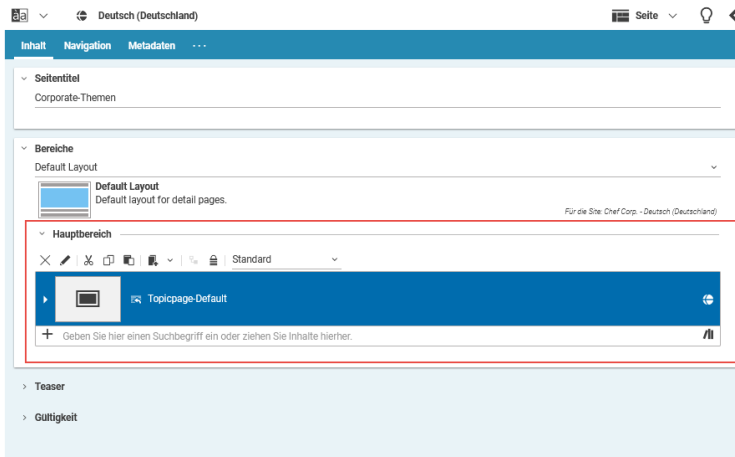 Deutsch (Deutschland)
Seite
Inhalt Navigation Metadaten ...
Seitentitel
Corporate-Themen
Bereiche
Default Layout
Default Layout
Default layout for detail pages.
Für die Site: Chef Corp. - Deutsch (Deutschland)
Hauptbereich
Standard
Topicpage-Default
Geben Sie hier einen Suchbegriff ein oder ziehen Sie Inhalte hierher.
Teaser
Gültigkeit